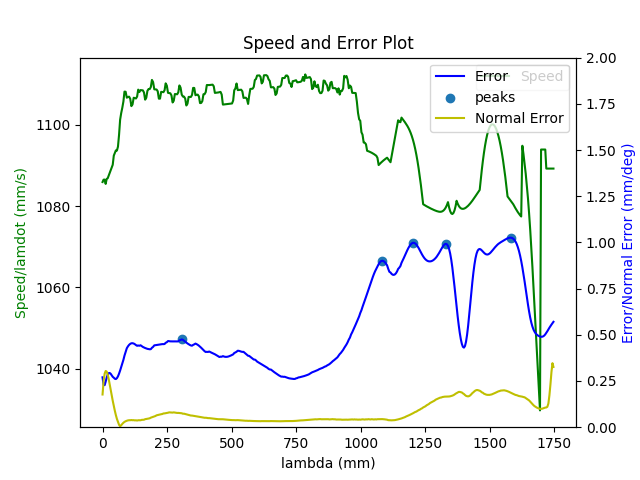 Speed and Error Plot
2.00
1.75
1.50
1.25
1.00
0.75
0.50
0.25
0.00
1100
1080
1060
1040
0 250 500 750 1000 1250 1500 1750
lambda (mm)
Speed/lamdot (mm/s)
Error/Normal Error (mm/deg)
Error Speed
peaks
Normal Error